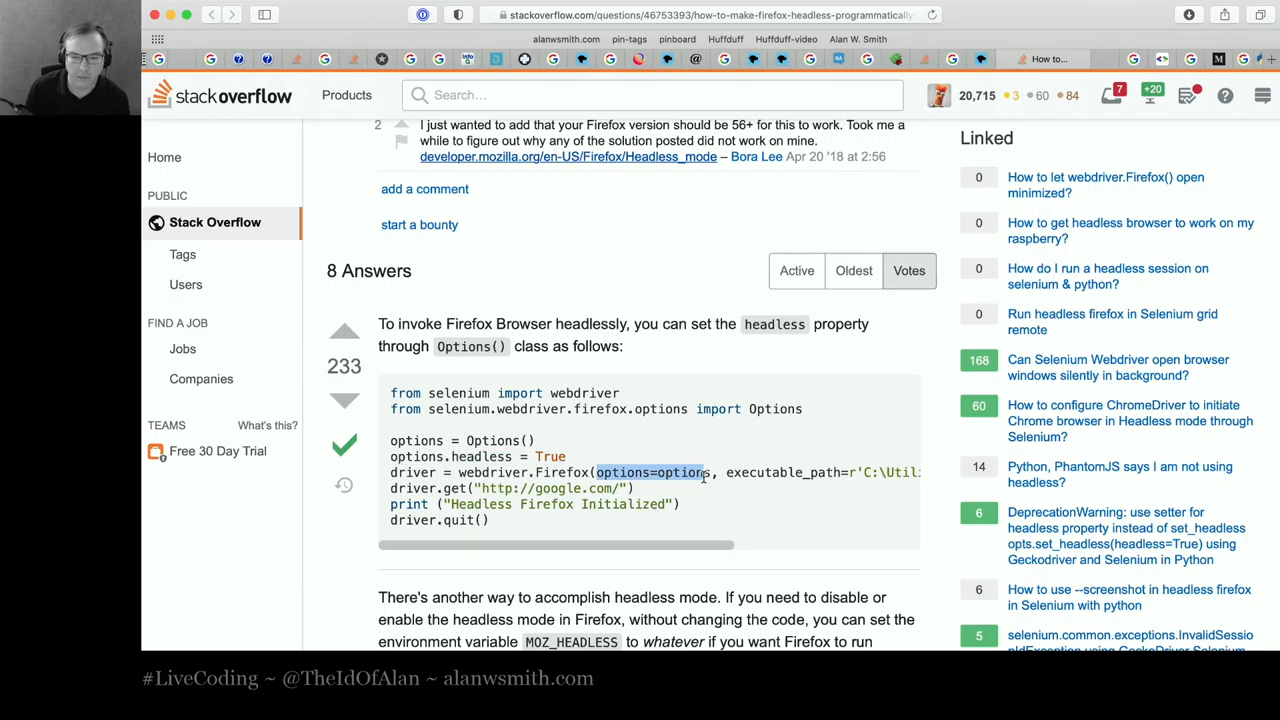 stackoverflow.com/questions/46753393/how-to-make-firefox-headless-programmatically-
alanwsmith.com pin-tags pinboard Huffduff Huffduff-video Alan W. Smith
How to...
stackoverflow
Products
Search...
20,715 3 60 84
7
+20
Home
PUBLIC
Stack Overflow
Tags
Users
FIND A JOB
Jobs
Companies
TEAMS What's this?
Free 30 Day Trial
2
I just wanted to add that your Firefox version should be 56+ for this to work. Took me a
while to figure out why any of the solution posted did not work on mine.
developer.mozilla.org/en-US/Firefox/Headless_mode – Bora Lee Apr 20 '18 at 2:56
add a comment
start a bounty
8 Answers
Active Oldest Votes
233
To invoke Firefox Browser headlessly, you can set the headless property
through Options() class as follows:
from selenium import webdriver
from selenium.webdriver.firefox.options import Options
options = Options()
options.headless = True
driver = webdriver.Firefox(options=options, executable_path=r'C:\Util
driver.get("http://google.com/")
print ("Headless Firefox Initialized")
driver.quit()
There's another way to accomplish headless mode. If you need to disable or
enable the headless mode in Firefox, without changing the code, you can set the
environment variable MOZ_HEADLESS to whatever if you want Firefox to run
Linked
0 How to let webdriver.Firefox() open
minimized?
0 How to get headless browser to work on my
raspberry?
0 How do I run a headless session on
selenium & python?
0 Run headless firefox in Selenium grid
remote
168 Can Selenium Webdriver open browser
windows silently in background?
60 How to configure ChromeDriver to initiate
Chrome browser in Headless mode through
Selenium?
14 Python, PhantomJS says I am not using
headless?
6 DeprecationWarning: use setter for
headless property instead of set_headless
opts.set_headless(headless=True) using
Geckodriver and Selenium in Python
6 How to use --screenshot in headless firefox
in Selenium with python
5 selenium.common.exceptions.InvalidSessio
nIdException using GeckoDriver Selenium
#LiveCoding ~ @TheIdOfAlan ~ alanwsmith.com